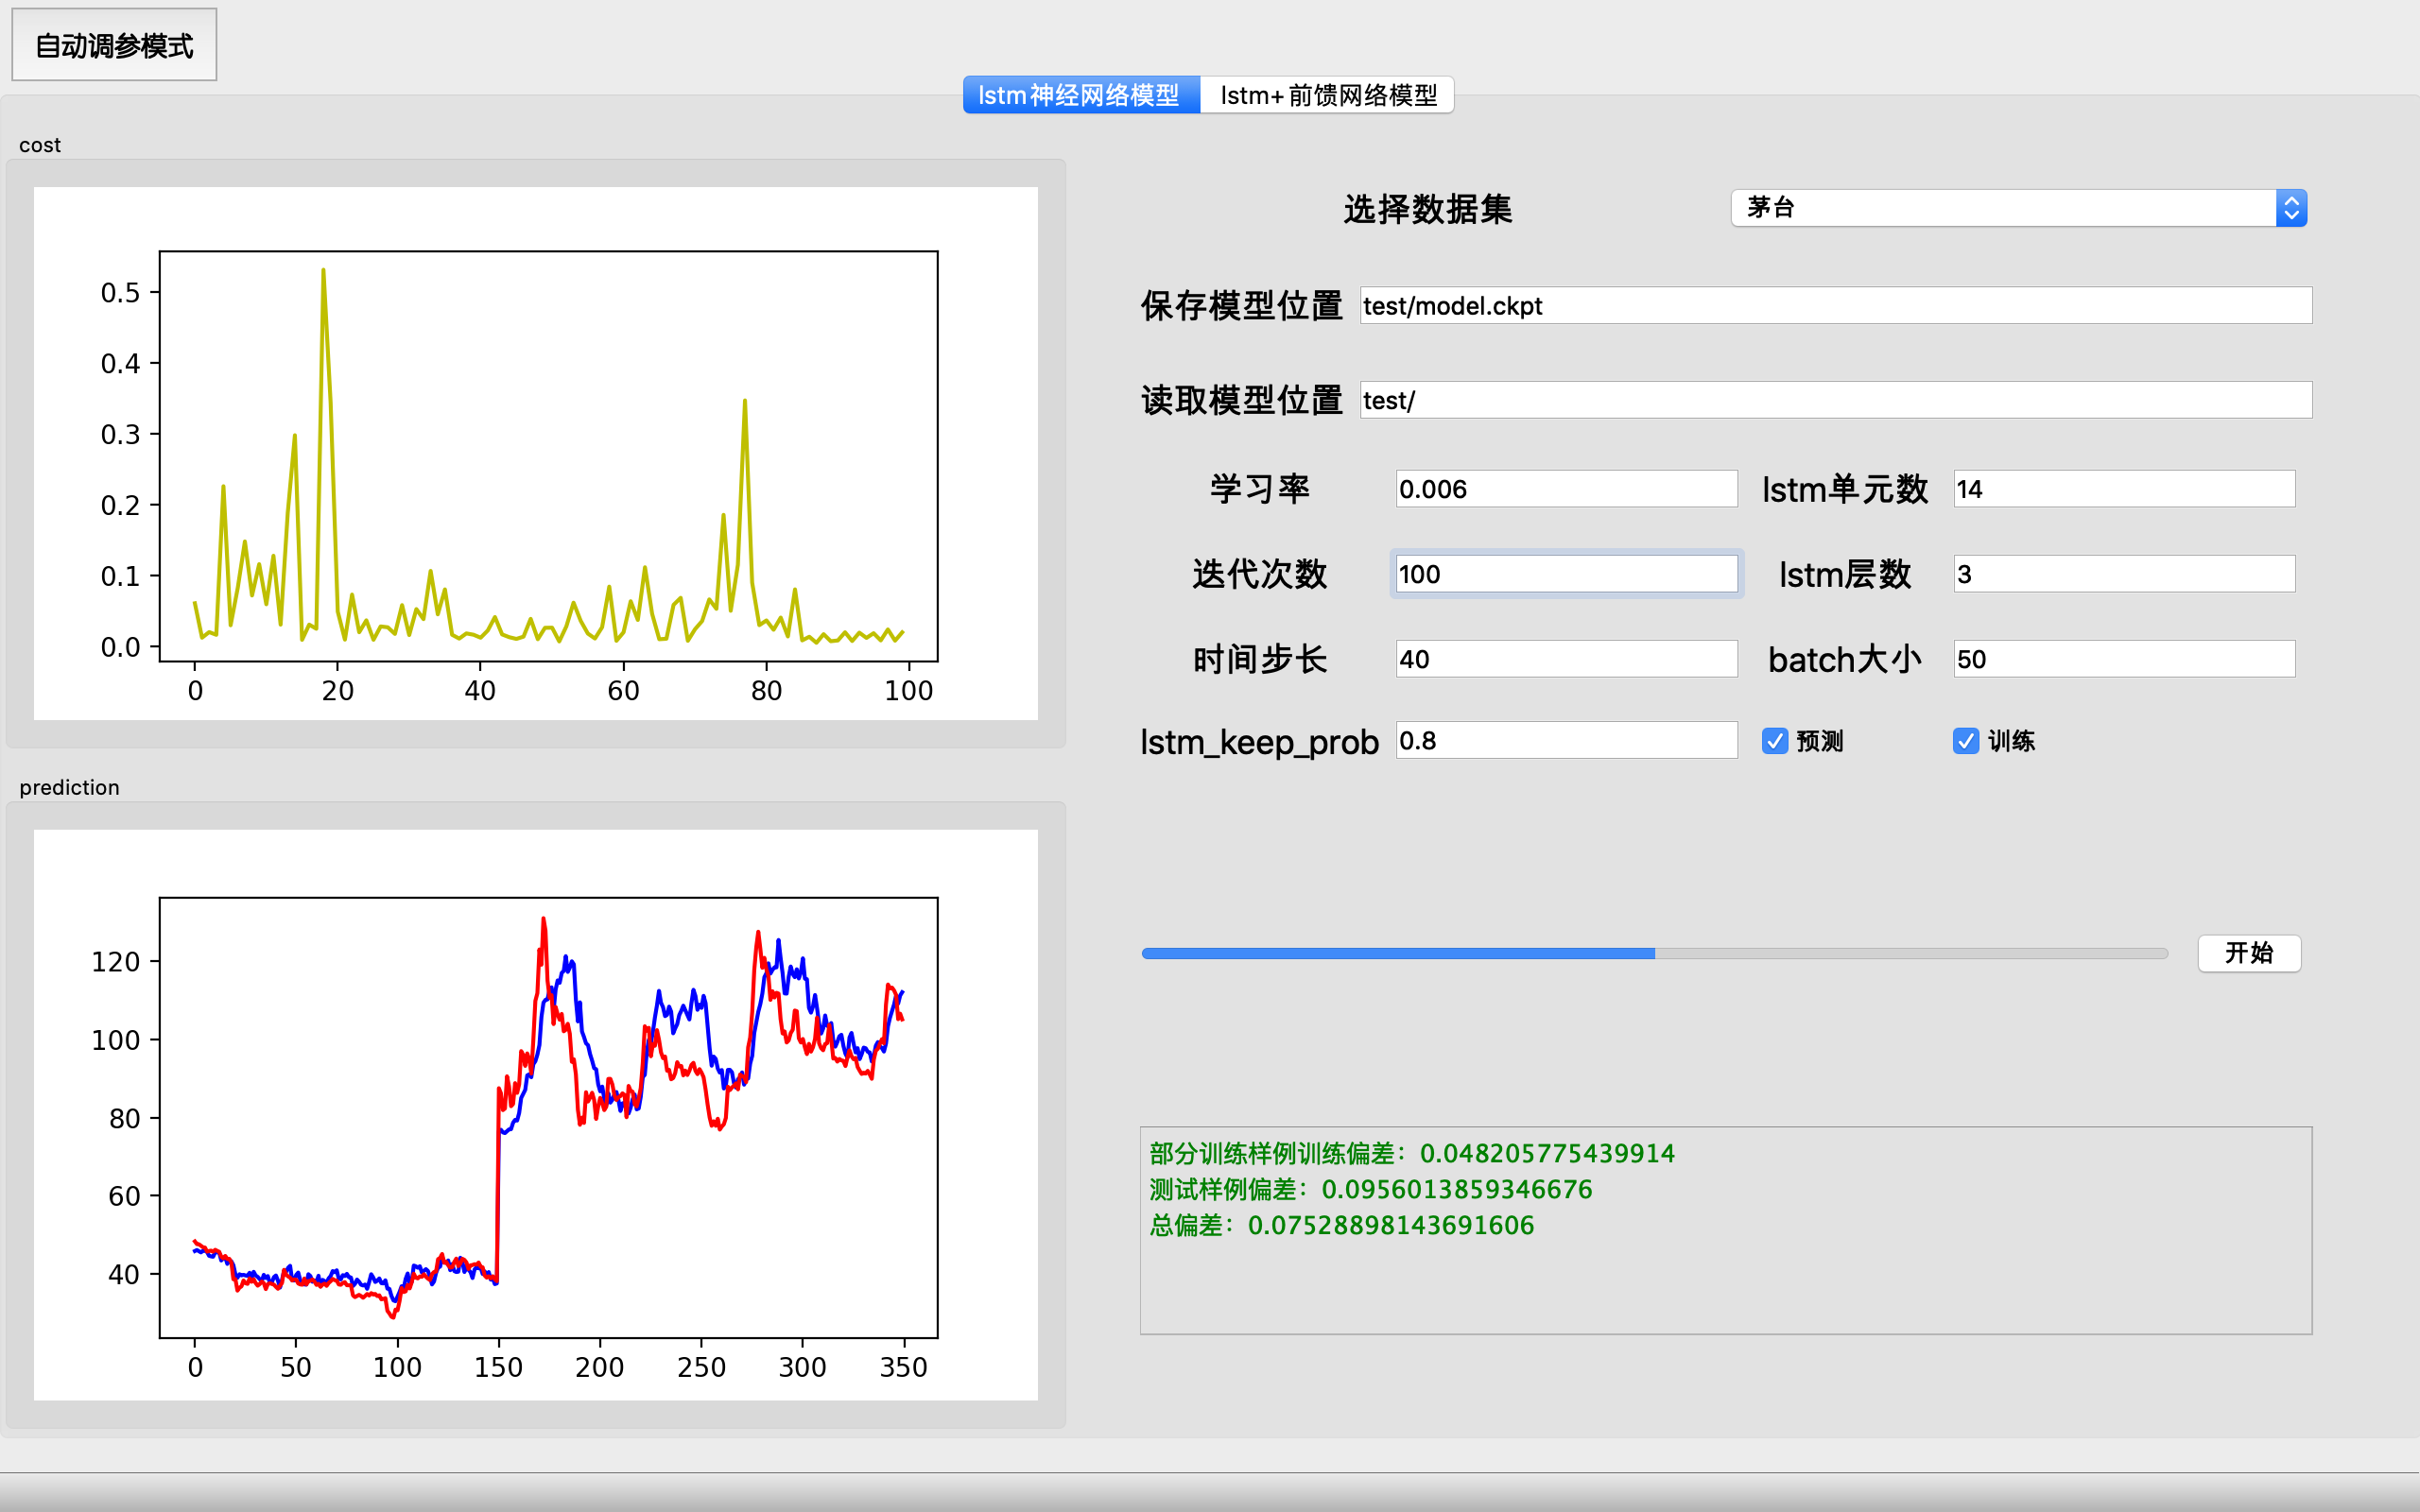 自动调参模式
lstm神经网络模型 lstm+前馈网络模型
cost
0.5
0.4
0.3
0.2
0.1
0.0
0 20 40 60 80 100
选择数据集 茅台
保存模型位置 test/model.ckpt
读取模型位置 test/
学习率 0.006 lstm单元数 14
迭代次数 100 lstm层数 3
时间步长 40 batch大小 50
lstm_keep_prob 0.8 预测 训练
prediction
120
100
80
60
40
0 50 100 150 200 250 300 350
开始
部分训练样例训练偏差：0.048205775439914
测试样例偏差：0.0956013859346676
总偏差：0.07528898143691606